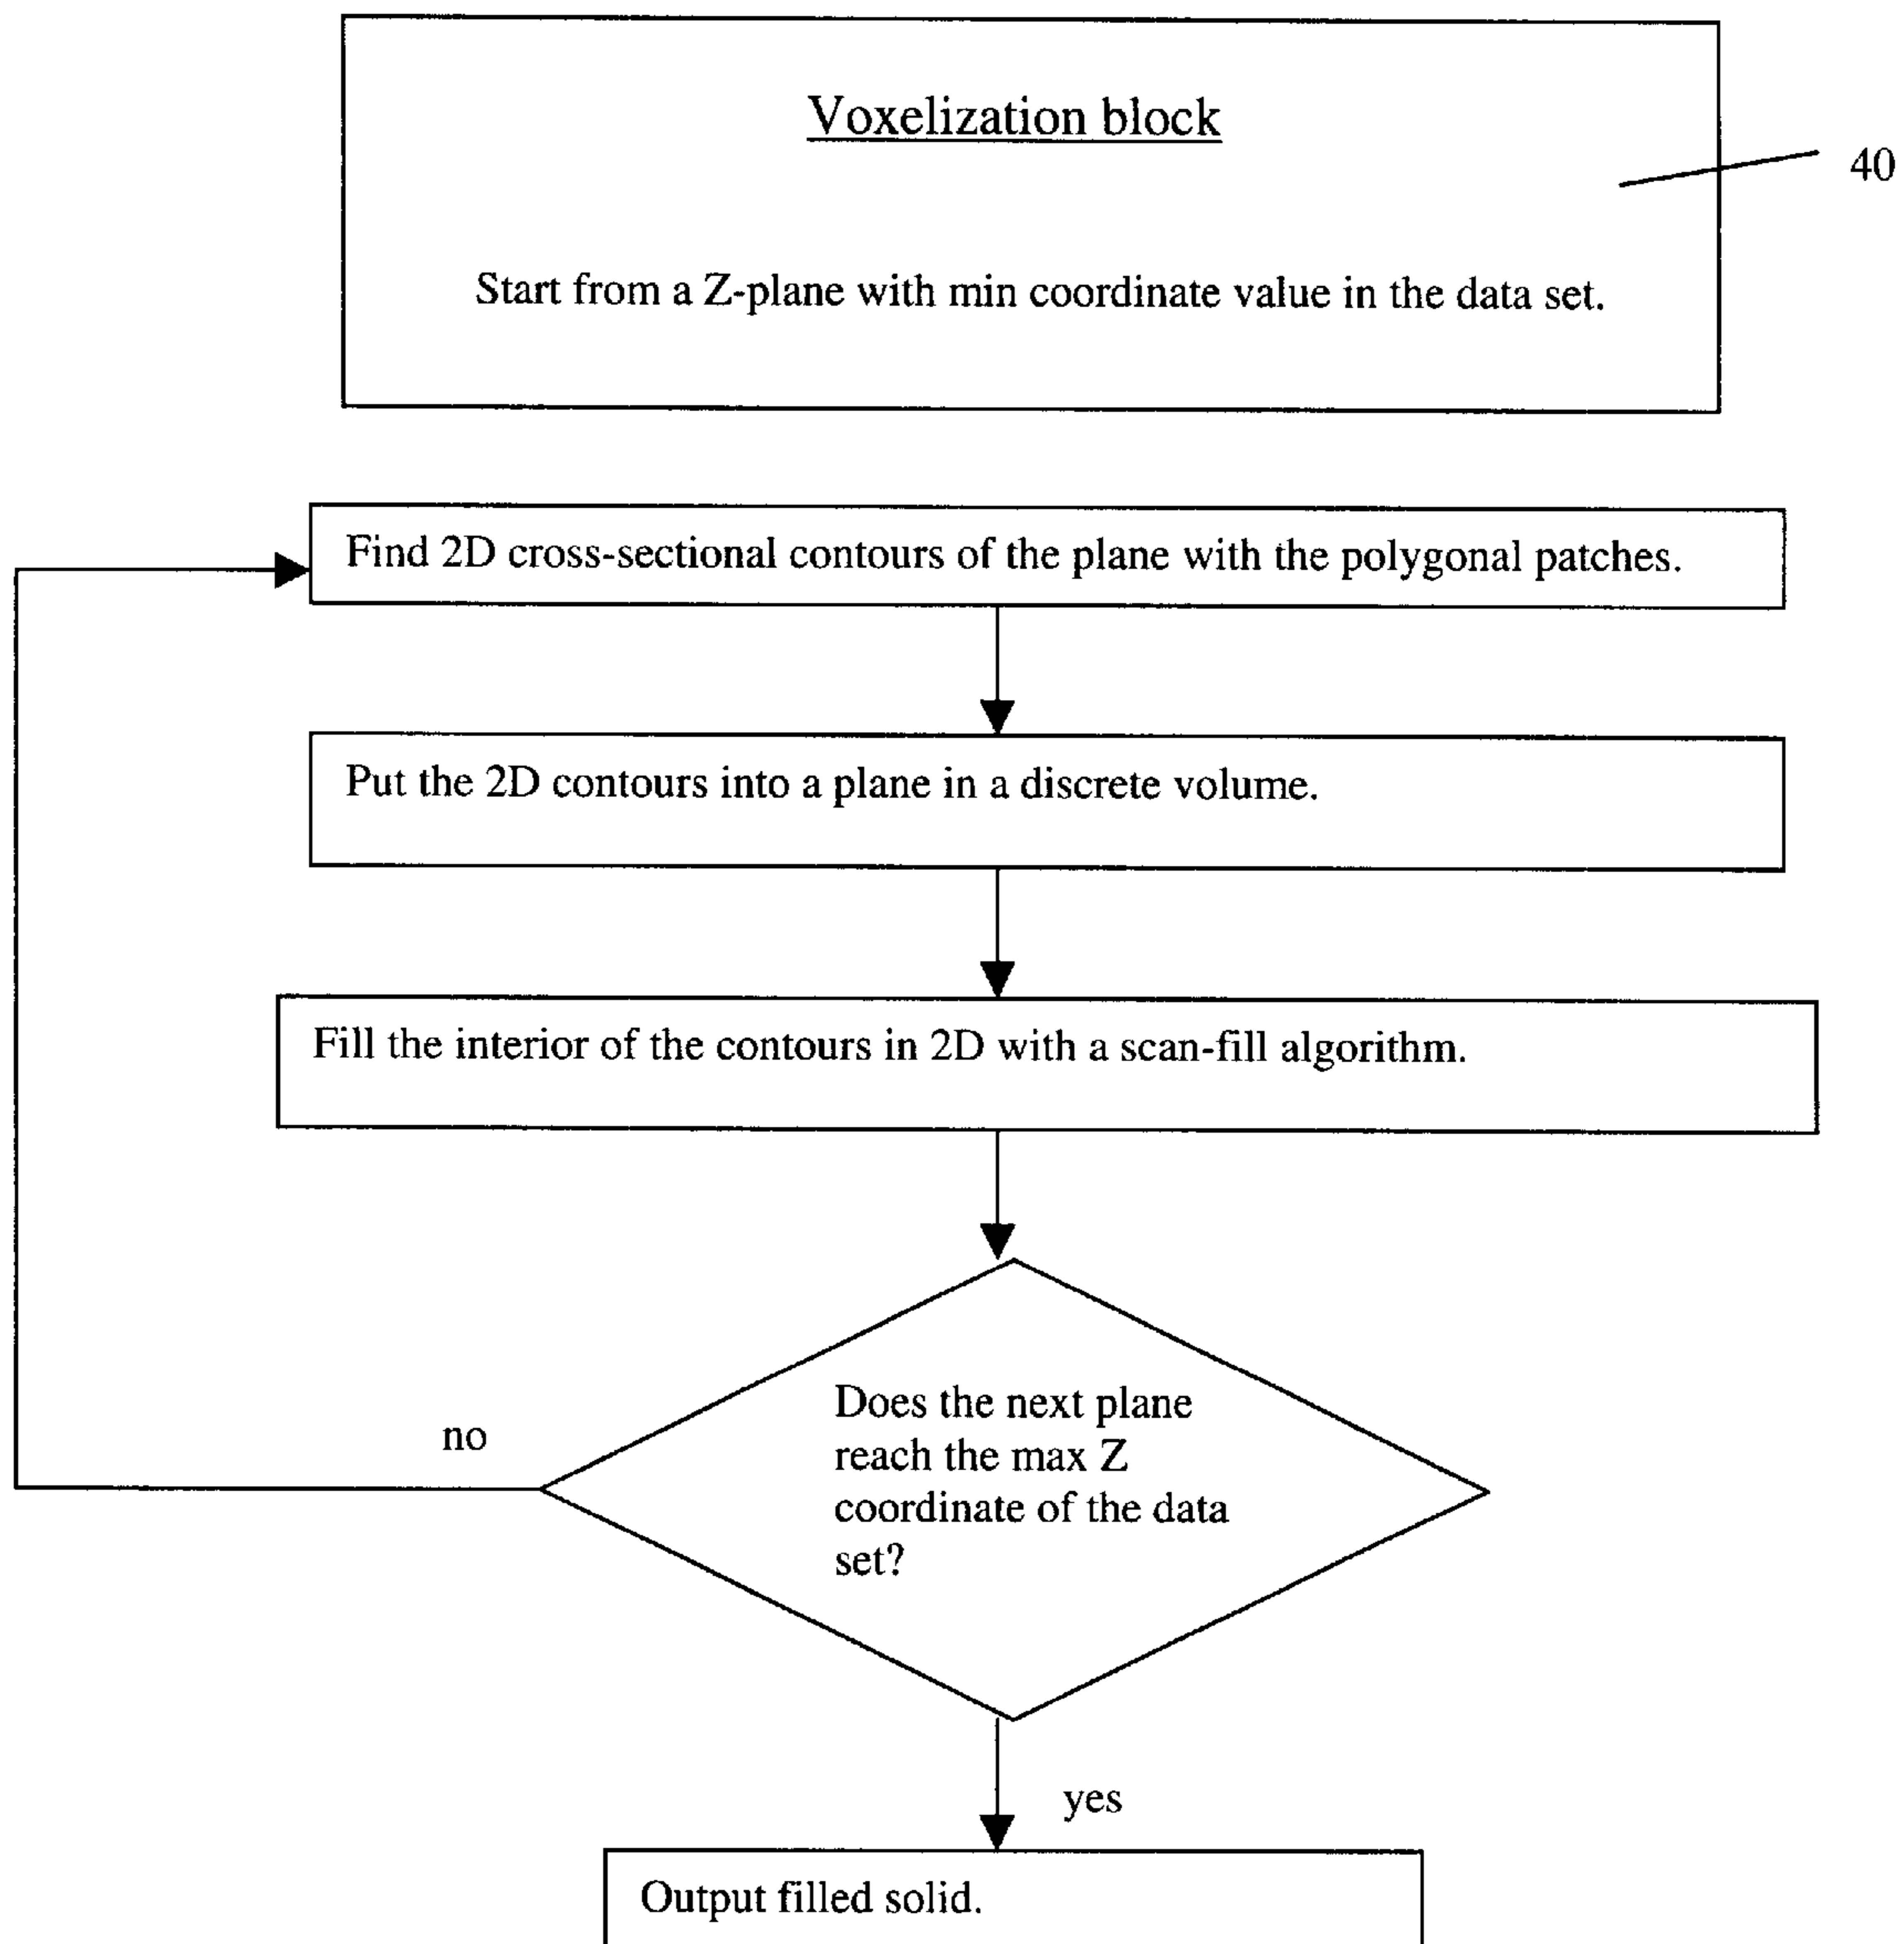 Voxelization block
40
Start from a Z-plane with min coordinate value in the data set.
Find 2D cross-sectional contours of the plane with the polygonal patches.
Put the 2D contours into a plane in a discrete volume.
Fill the interior of the contours in 2D with a scan-fill algorithm.
Does the next plane
reach the max Z
coordinate of the data
set?
no
yes
Output filled solid.